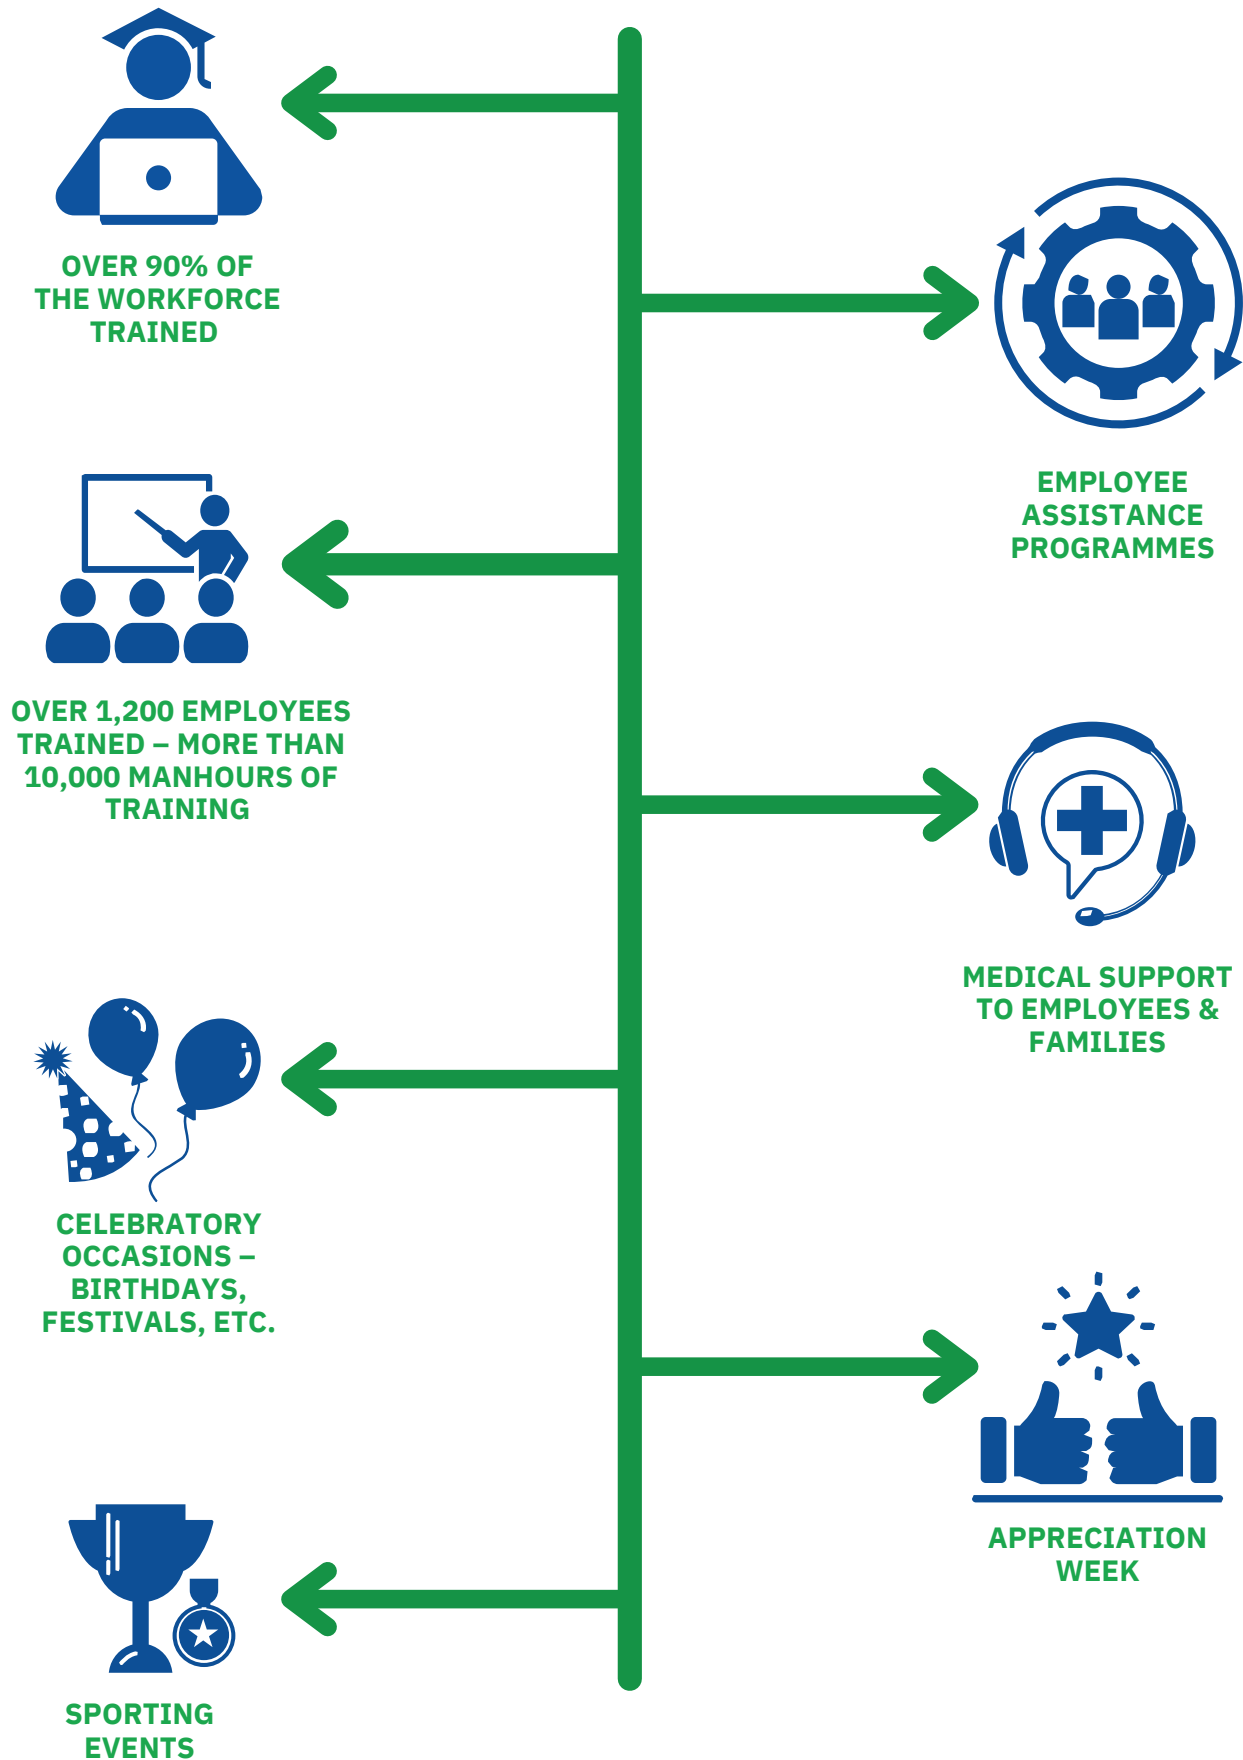 OVER 90% OF
THE WORKFORCE
TRAINED
EMPLOYEE
ASSISTANCE
PROGRAMMES
OVER 1,200 EMPLOYEES
TRAINED – MORE THAN
10,000 MANHOURS OF
TRAINING
MEDICAL SUPPORT
TO EMPLOYEES &
FAMILIES
CELEBRATORY
OCCASIONS –
BIRTHDAYS,
FESTIVALS, ETC.
APPRECIATION
WEEK
SPORTING
EVENTS